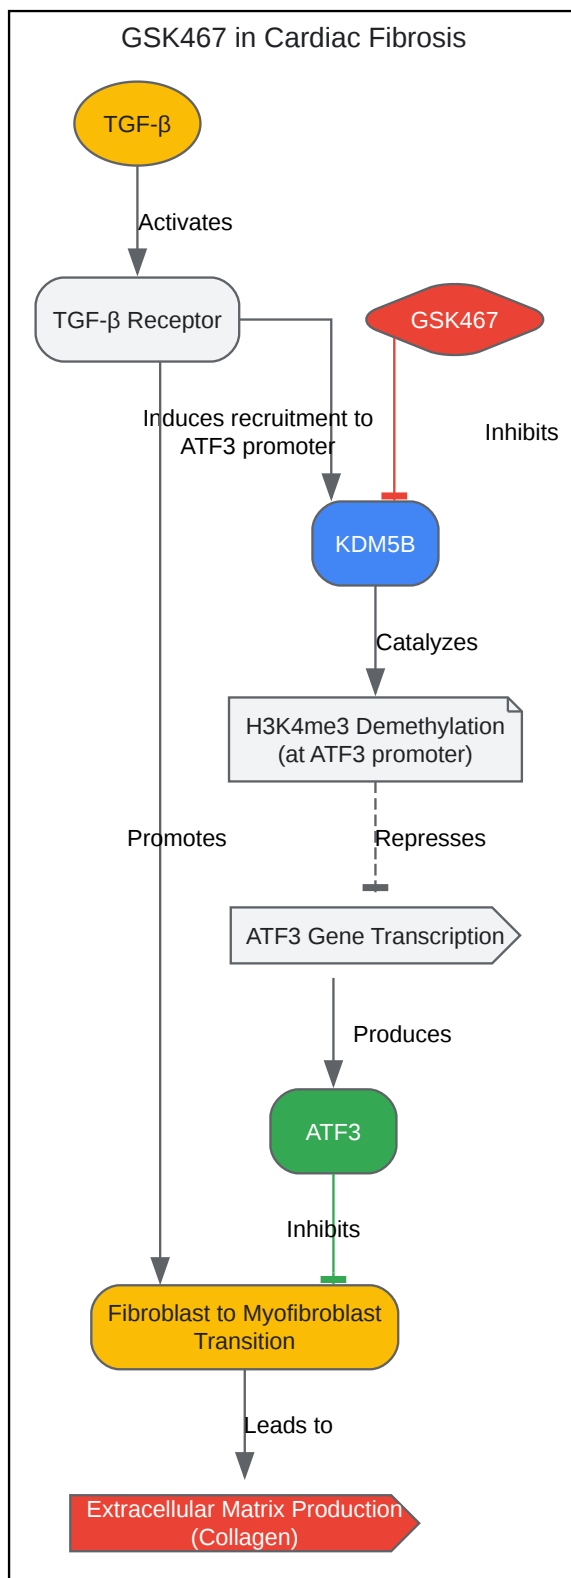 GSK467 in Cardiac Fibrosis
TGF-β
Activates
TGF-β Receptor
GSK467
Induces recruitment to
ATF3 promoter
Inhibits
KDM5B
Catalyzes
H3K4me3 Demethylation
(at ATF3 promoter)
Promotes
Represses
ATF3 Gene Transcription
Produces
ATF3
Inhibits
Fibroblast to Myofibroblast
Transition
Leads to
Extracellular Matrix Production
(Collagen)